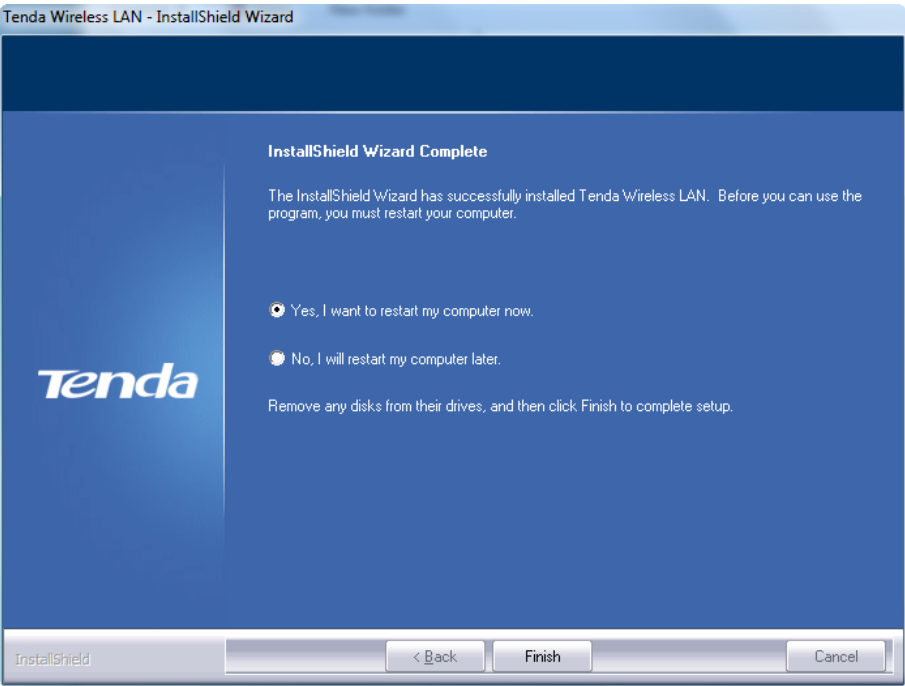 Tenda Wireless LAN - InstallShield Wizard
InstallShield Wizard Complete
The InstallShield Wizard has successfully installed Tenda Wireless LAN. Before you can use the
program, you must restart your computer.
Yes, I want to restart my computer now.
No, I will restart my computer later.
Tenda
Remove any disks from their drives, and then click Finish to complete setup.
InstallShield
< Back
Finish
Cancel